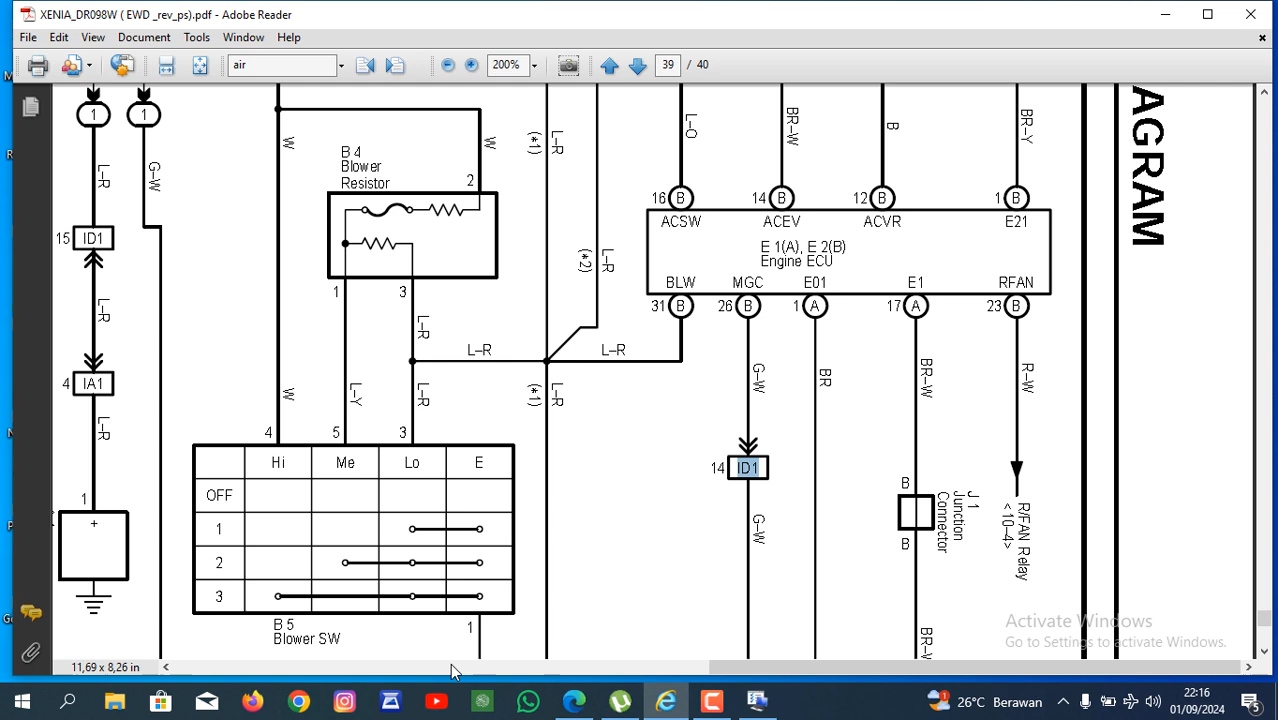 XENIA_DR098W ( EWD _rev_ps).pdf - Adobe Reader
File Edit View Document Tools Window Help
air 200% 39 / 40
AGRAM
1 1
L-R
G-W
15 ID1
L-R
4 IA1
L-R
1
+
W
W
B 4
Blower
Resistor
2
1 3
L-R
L-R
L-R
W
L-Y
L-R
(*1)
L-R
(*2)
L-R
(*1)
L-R
4 5 3
Hi Me Lo E
OFF
1
2
3
B 5
Blower SW
1
L-O
BR-W
B
BR-Y
16 B 14 B 12 B 1 B
ACSW ACEV ACVR E21
E 1(A), E 2(B)
Engine ECU
BLW MGC E01 E1 RFAN
31 B 26 B 1 A 17 A 23 B
G-W
BR
BR-W
R-W
14 ID1
G-W
B
J 1
Junction
Connector
B
R/FAN Relay
<10-4>
BR-W
Activate Windows
Go to Settings to activate Windows.
11,69 x 8,26 in
26°C Berawan
22:16
01/09/2024
5